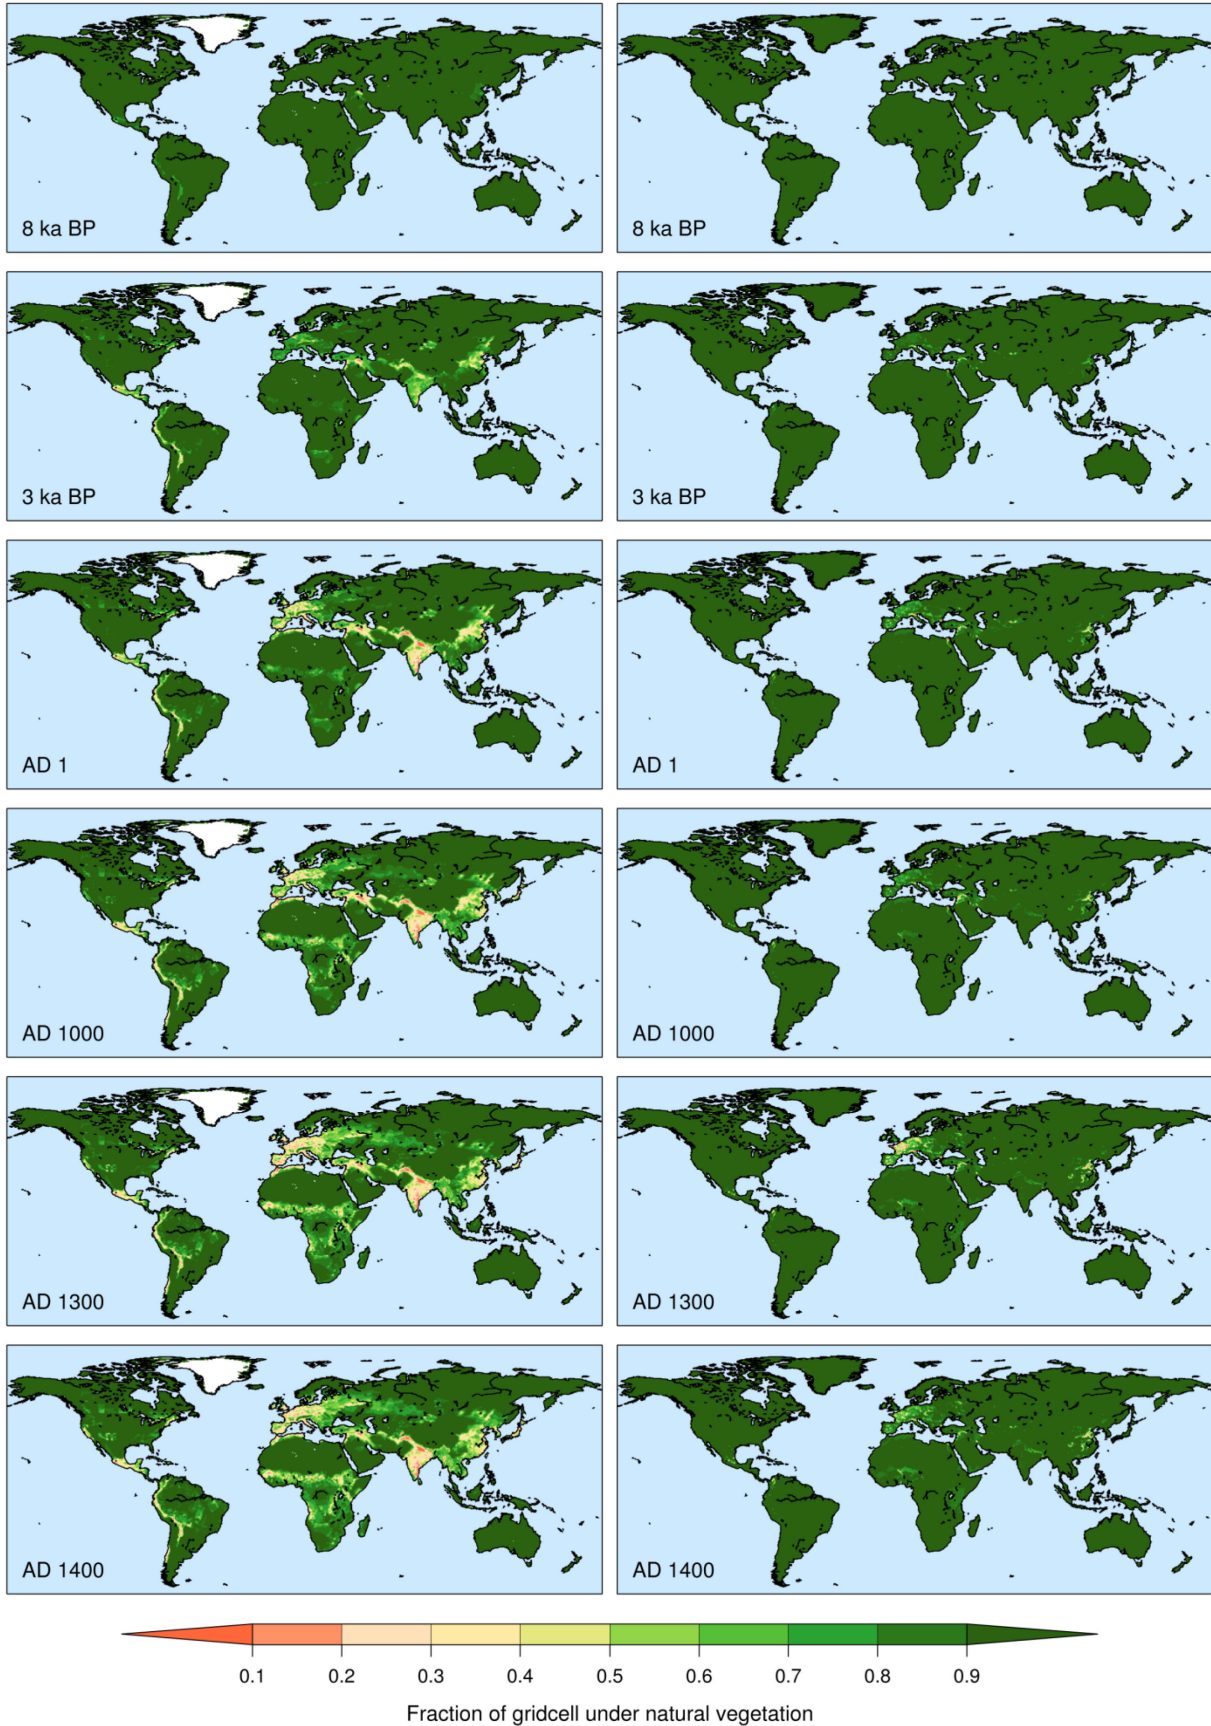 8 ka BP
8 ka BP
3 ka BP
3 ka BP
AD 1
AD 1
AD 1000
AD 1000
AD 1300
AD 1300
AD 1400
AD 1400
0.1 0.2 0.3 0.4 0.5 0.6 0.7 0.8 0.9
Fraction of gridcell under natural vegetation